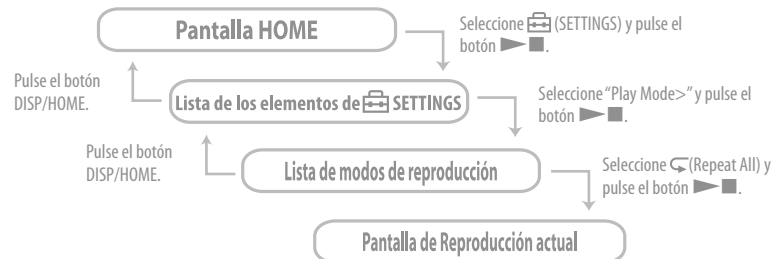 Pantalla HOME
Seleccione (SETTINGS) y pulse el
botón ►■.
Pulse el botón
DISP/HOME.
Lista de los elementos de SETTINGS
Seleccione “Play Mode>” y pulse el
botón ►■.
Pulse el botón
DISP/HOME.
Lista de modos de reproducción
Seleccione (Repeat All) y
pulse el botón ►■.
Pantalla de Reproducción actual